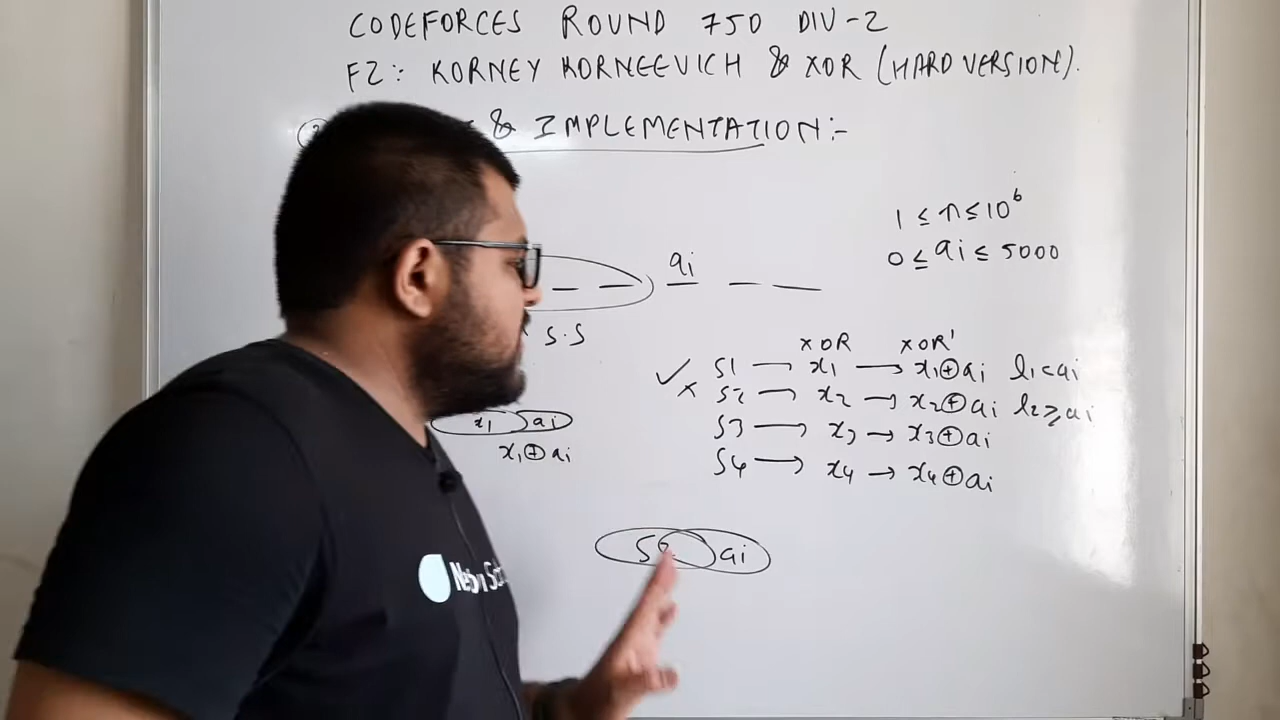 CODEFORCES ROUND 750 DIV-2
F2:- KORNEY KORNEEVICH & XOR (HARD VERSION).
& IMPLEMENTATION:-
1 ≤ n ≤ 10⁶
0 ≤ ai ≤ 5000
ai
S.S
XOR XOR'
✓ S1 → x1 → x1⊕ai l1<ai
× S2 → x2 → x2⊕ai l2≥ai
S3 → x3 → x3⊕ai
S4 → x4 → x4⊕ai
x1 ai
x1⊕ai
ai